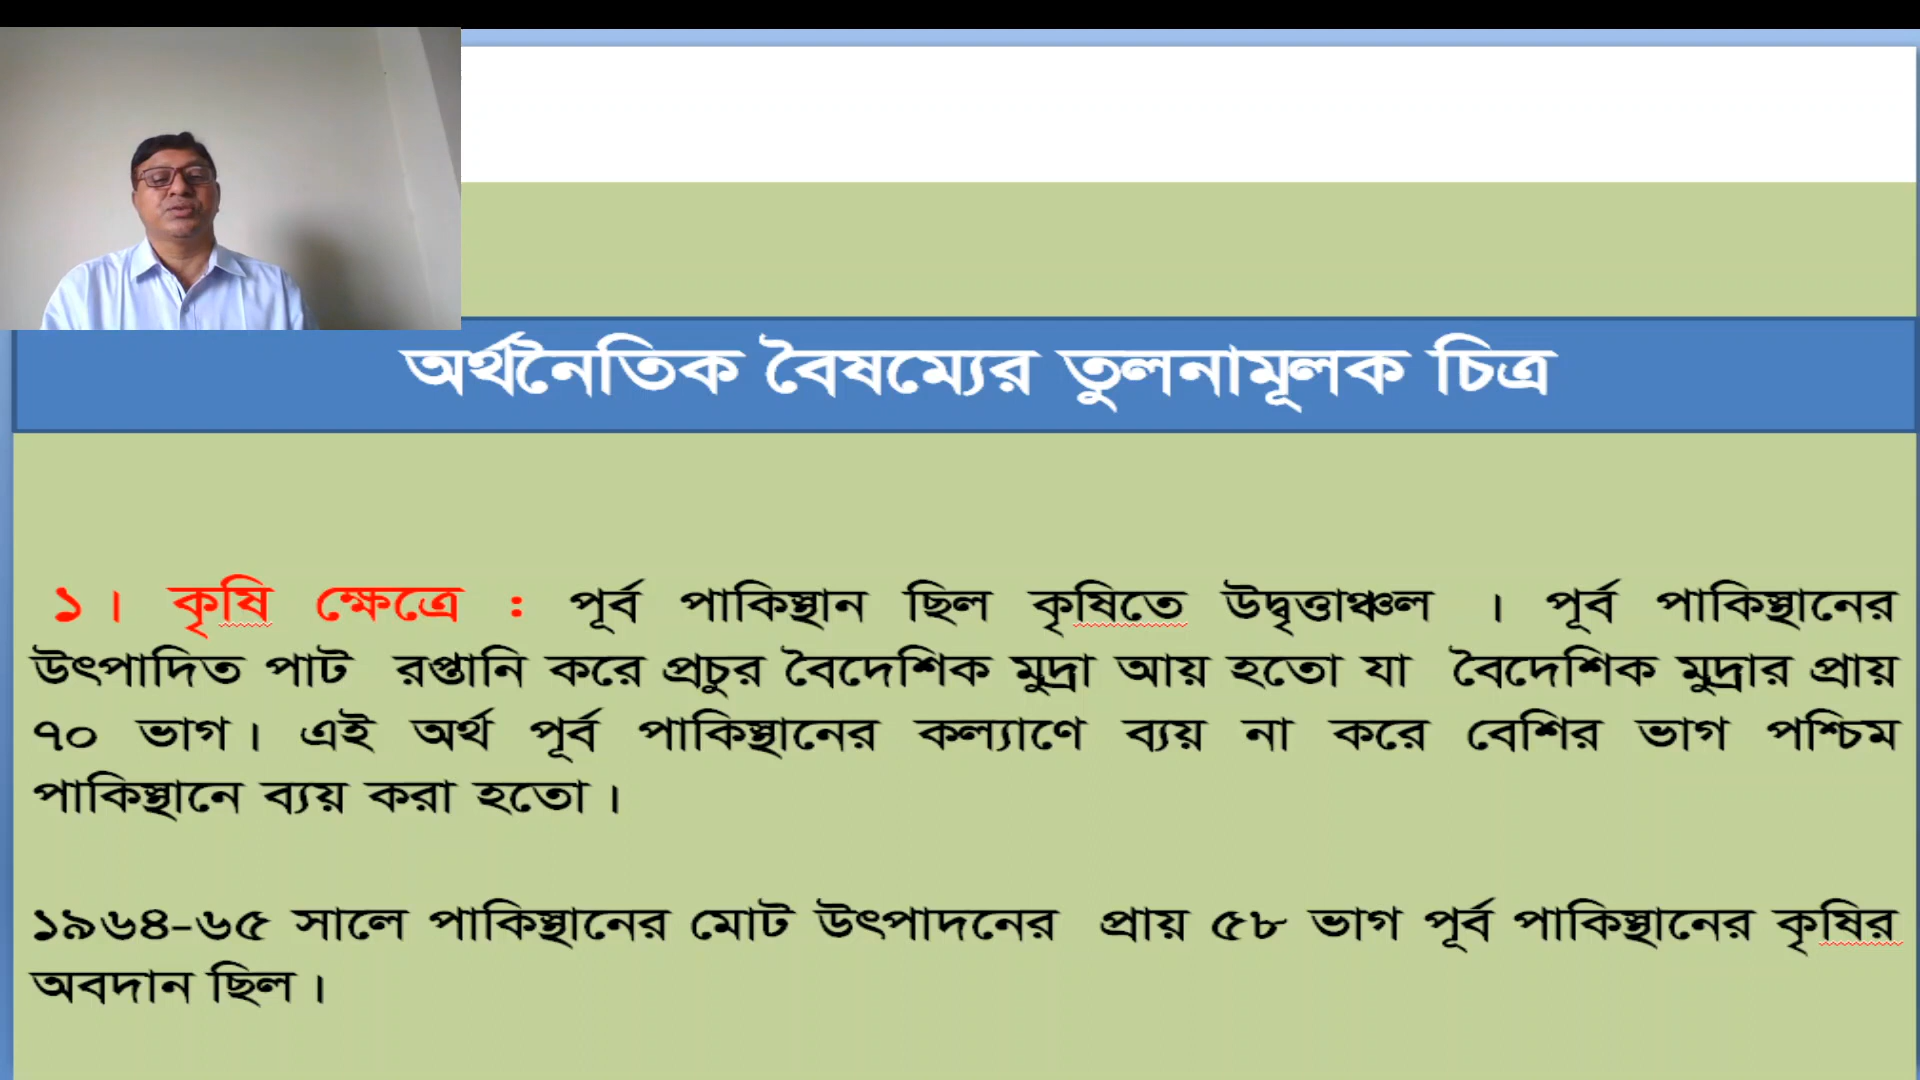 অর্থনৈতিক বৈষম্যের তুলনামূলক চিত্র
১। কৃষি ক্ষেত্রে : পূর্ব পাকিস্থান ছিল কৃষিতে উদ্বৃত্তাঞ্চল । পূর্ব পাকিস্থানের
উৎপাদিত পাট রপ্তানি করে প্রচুর বৈদেশিক মুদ্রা আয় হতো যা বৈদেশিক মুদ্রার প্রায়
৭০ ভাগ। এই অর্থ পূর্ব পাকিস্থানের কল্যাণে ব্যয় না করে বেশির ভাগ পশ্চিম
পাকিস্থানে ব্যয় করা হতো।
১৯৬৪-৬৫ সালে পাকিস্থানের মোট উৎপাদনের প্রায় ৫৮ ভাগ পূর্ব পাকিস্থানের কৃষির
অবদান ছিল।